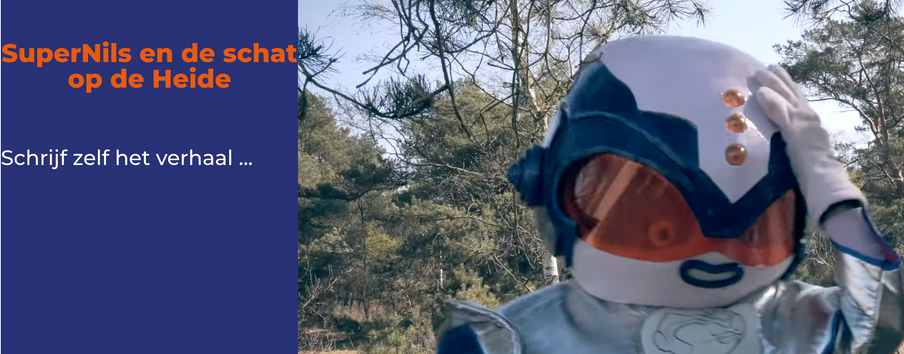 SuperNils en de schat
op de Heide
Schrijf zelf het verhaal ...